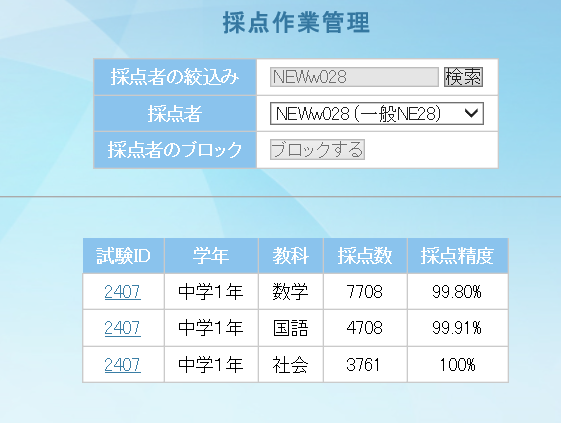 採点作業管理
採点者の絞込み NEWw028 検索
採点者 NEWw028 (一般NE28)
採点者のブロック ブロックする
試験ID 学年 教科 採点数 採点精度
2407 中学1年 数学 7708 99.80%
2407 中学1年 国語 4708 99.91%
2407 中学1年 社会 3761 100%